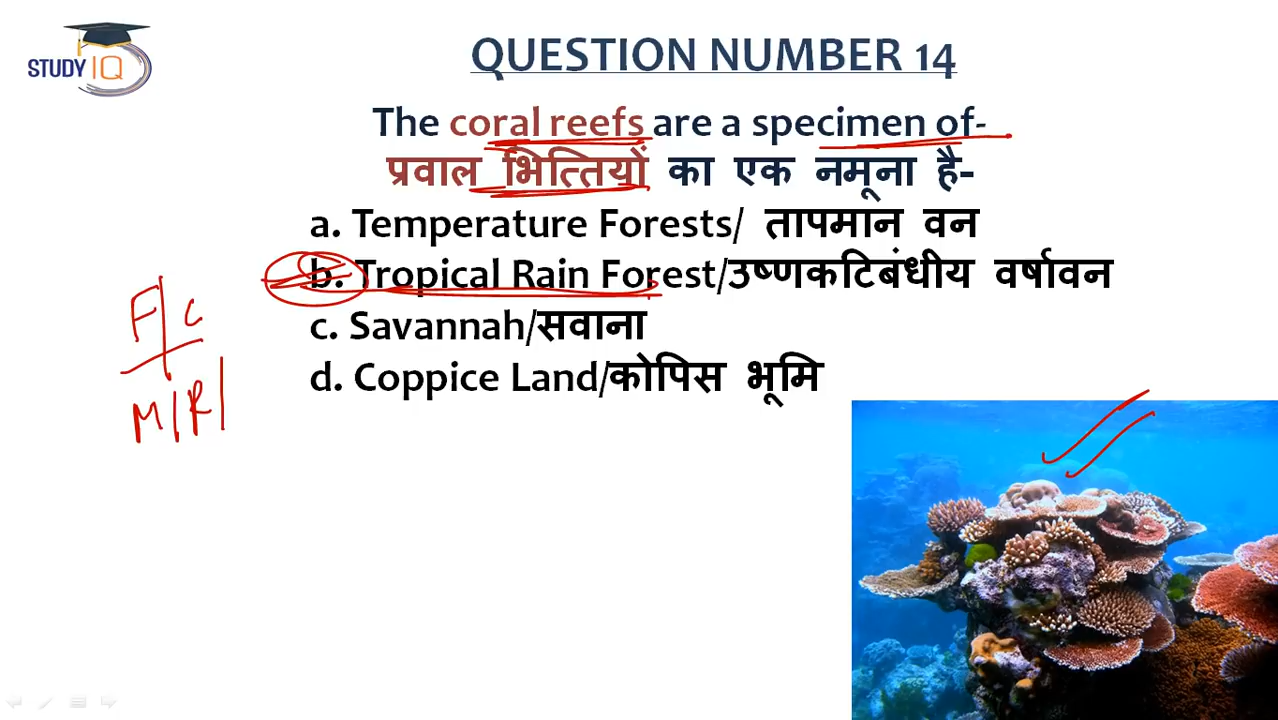 STUDY IQ
QUESTION NUMBER 14
The coral reefs are a specimen of-
प्रवाल भित्तियों का एक नमूना है-
a. Temperature Forests/ तापमान वन
b. Tropical Rain Forest/उष्णकटिबंधीय वर्षावन
c. Savannah/सवाना
d. Coppice Land/कोपिस भूमि
F/C
M/R/